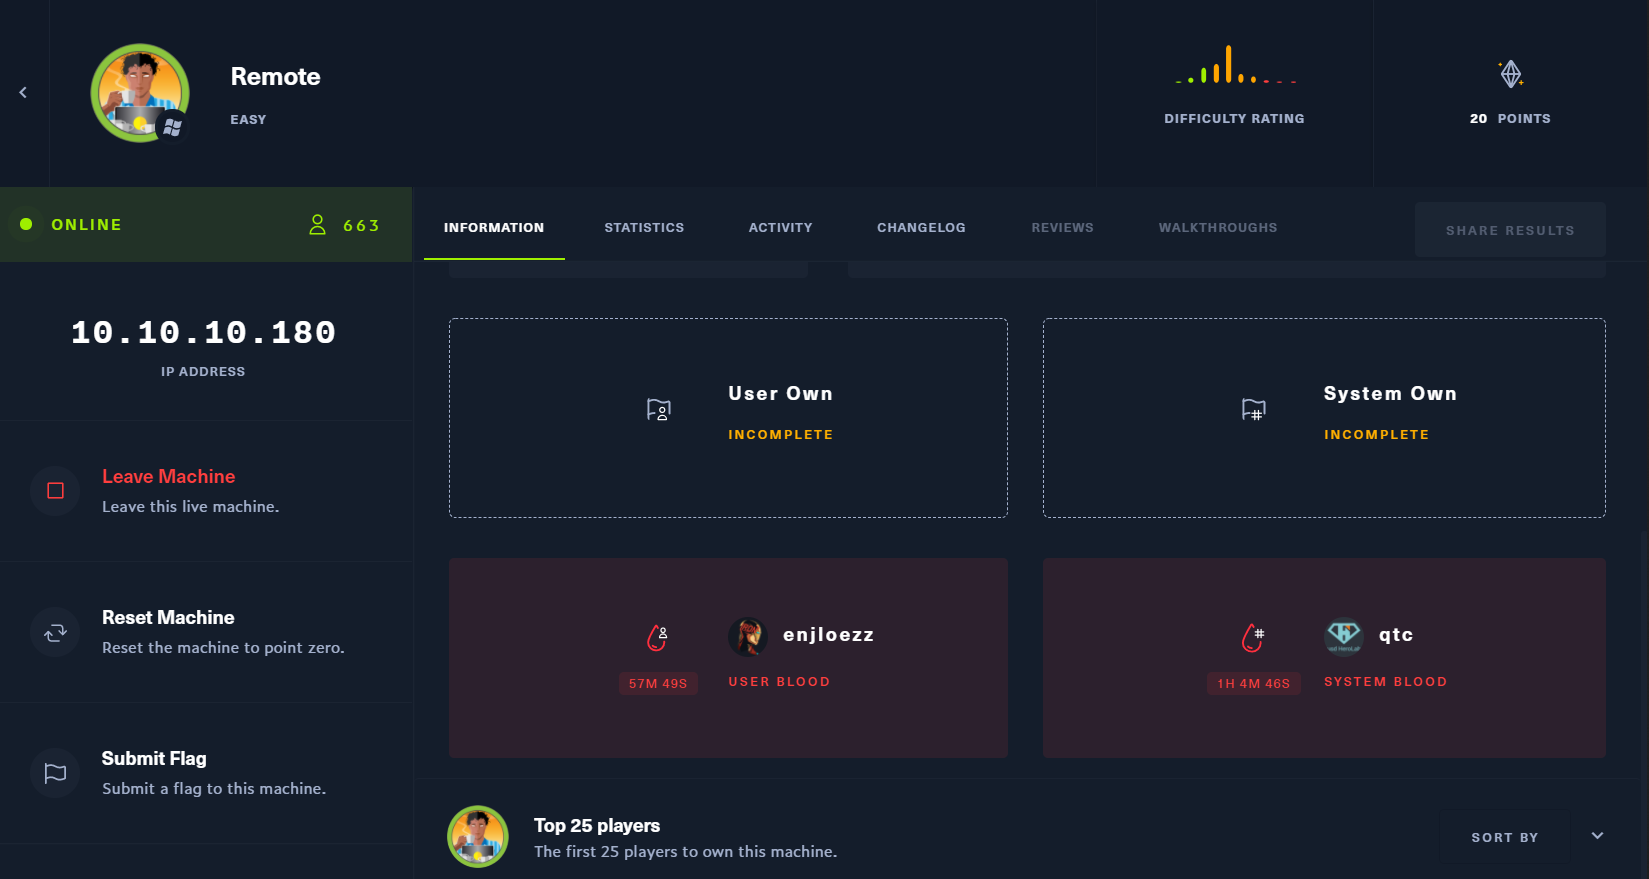 Remote
EASY
DIFFICULTY RATING
20 POINTS
ONLINE
663
INFORMATION
STATISTICS
ACTIVITY
CHANGELOG
REVIEWS
WALKTHROUGHS
SHARE RESULTS
10.10.10.180
IP ADDRESS
Leave Machine
Leave this live machine.
Reset Machine
Reset the machine to point zero.
Submit Flag
Submit a flag to this machine.
User Own
INCOMPLETE
System Own
INCOMPLETE
enjloezz
57M 49S
USER BLOOD
qtc
1H 4M 46S
SYSTEM BLOOD
Top 25 players
The first 25 players to own this machine.
SORT BY